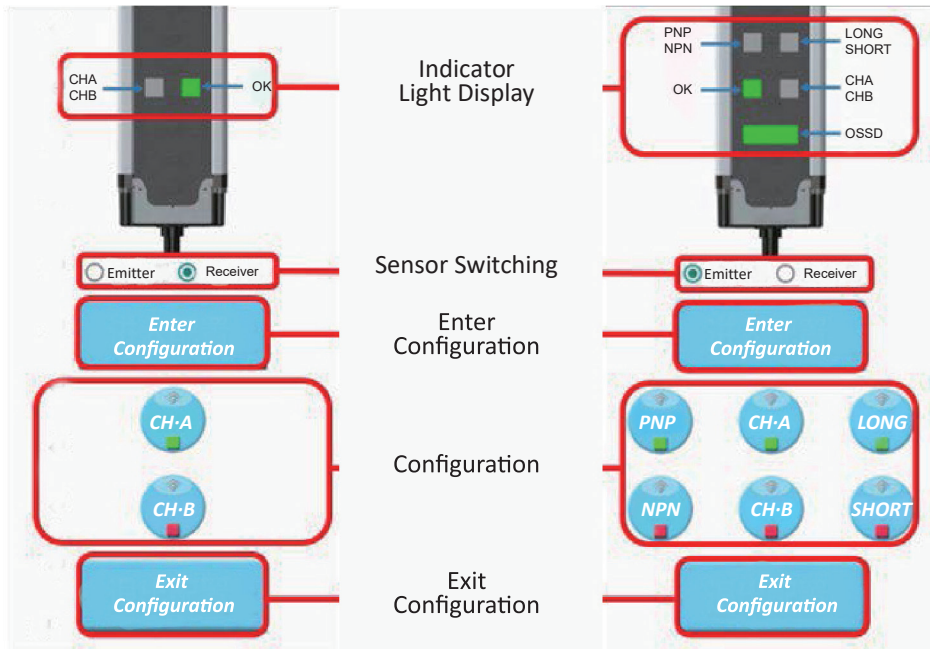 CHA
CHB
OK
Indicator
Light Display
PNP
NPN
LONG
SHORT
OK
CHA
CHB
OSSD
Emitter
Receiver
Sensor Switching
Emitter
Receiver
Enter
Configuration
Enter
Configuration
Enter
Configuration
CH·A
CH·B
Configuration
PNP
CH·A
LONG
NPN
CH·B
SHORT
Exit
Configuration
Exit
Configuration
Exit
Configuration